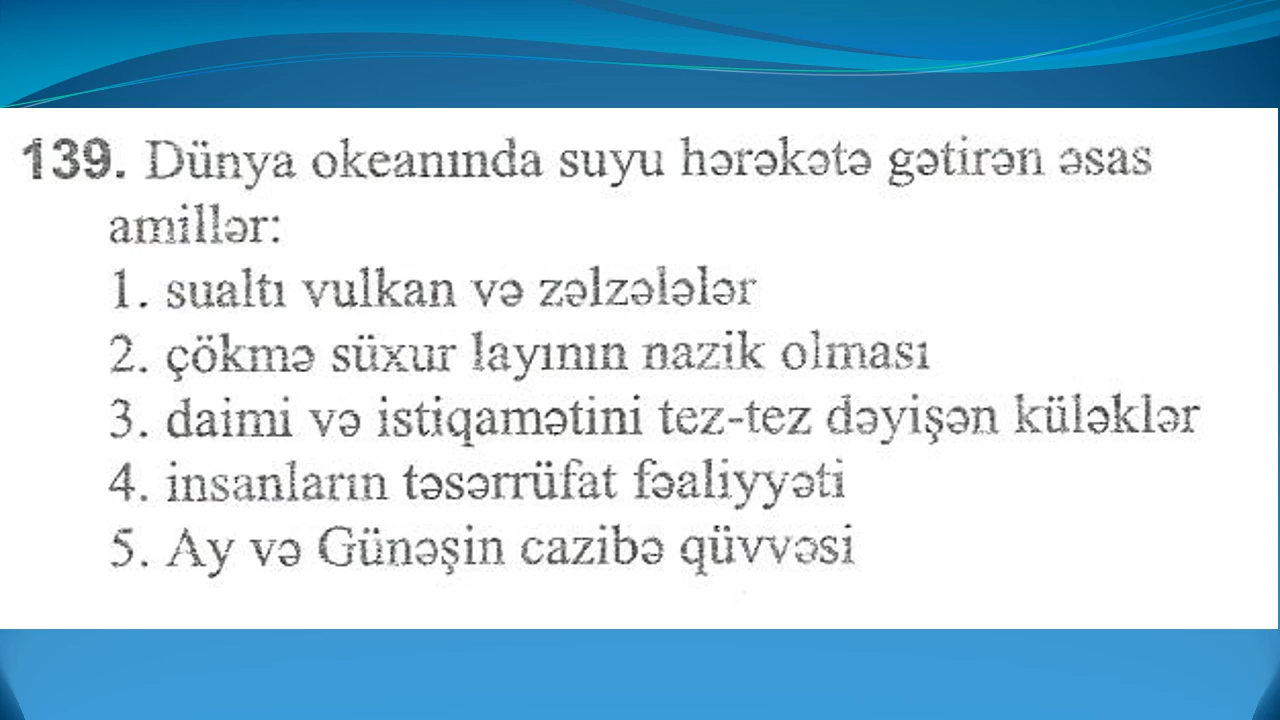 139. Dünya okeanında suyu hərəkətə gətirən əsas
amillər:
1. sualtı vulkan və zəlzələlər
2. çökmə süxur layının nazik olması
3. daimi və istiqamətini tez-tez dəyişən küləklər
4. insanların təsərrüfat fəaliyyəti
5. Ay və Günəşin cazibə qüvvəsi